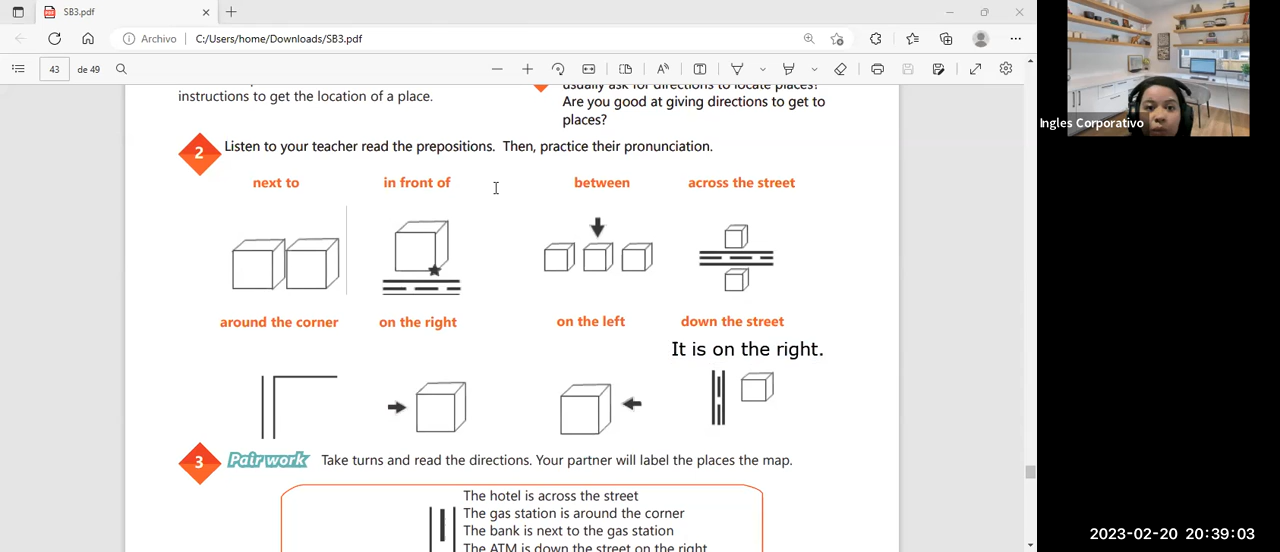 SB3.pdf
Archivo
C:/Users/home/Downloads/SB3.pdf
43
de 49
instructions to get the location of a place.
usually ask for directions to locate places?
Are you good at giving directions to get to
places?
2
Listen to your teacher read the prepositions. Then, practice their pronunciation.
next to
in front of
between
across the street
around the corner
on the right
on the left
down the street
It is on the right.
3
Pair work
Take turns and read the directions. Your partner will label the places the map.
The hotel is across the street
The gas station is around the corner
The bank is next to the gas station
The ATM is down the street on the right
Ingles Corporativo
2023-02-20 20:39:03